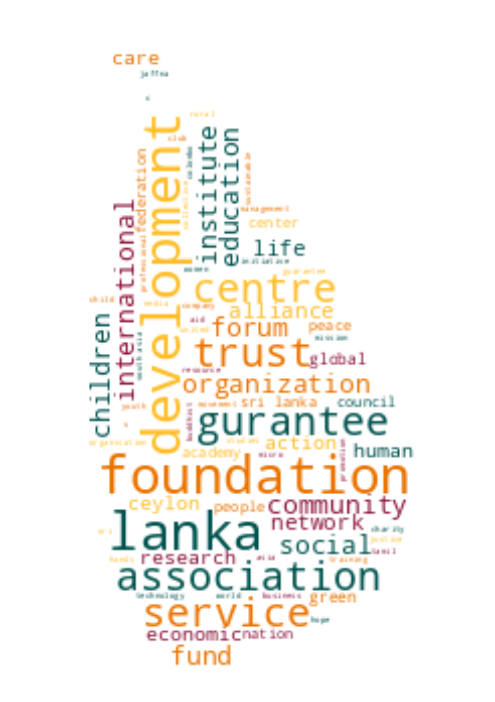 care
jaffna
rural
club
development
institute
education
colombo
federation
management
center
international
professional
collective
life
initiative
women
guarantee
centre
child
media
company
alliance
aid
forum
peace
united
mission
children
south asia
trust
global
resource
organization
youth
movement
sri lanka
council
buddhist
gurantee
organisation
studies
action
academy
micro
promotion
human
foundation
ceylon
people
community
network
lanka
charity
social
justice
tamil
research
asia
training
association
technology
world
business
green
service
hope
economic
nation
fund